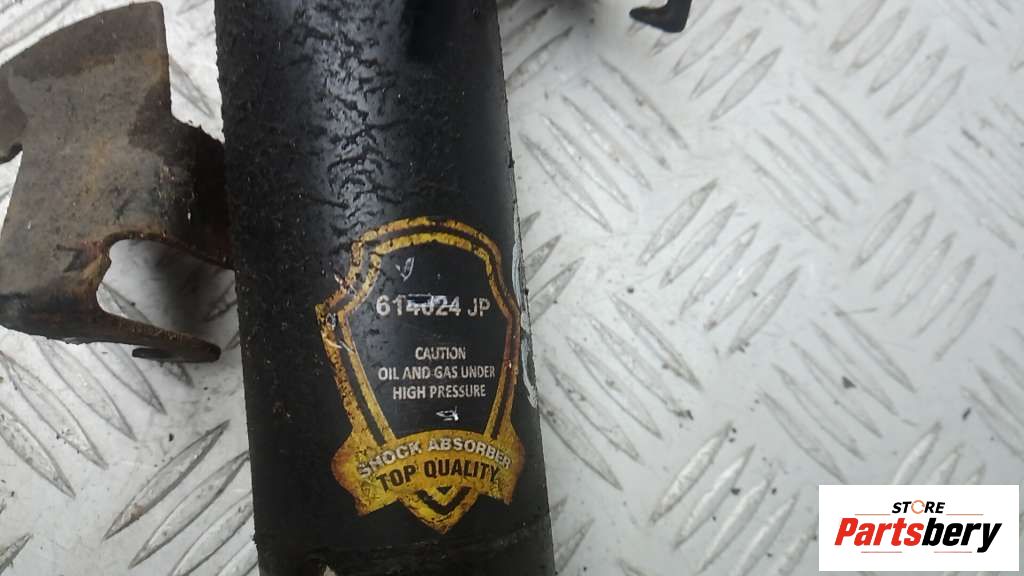 614024 JP
CAUTION
OIL AND GAS UNDER
HIGH PRESSURE
SHOCK ABSORBER
TOP QUALITY
STORE
Partsbery